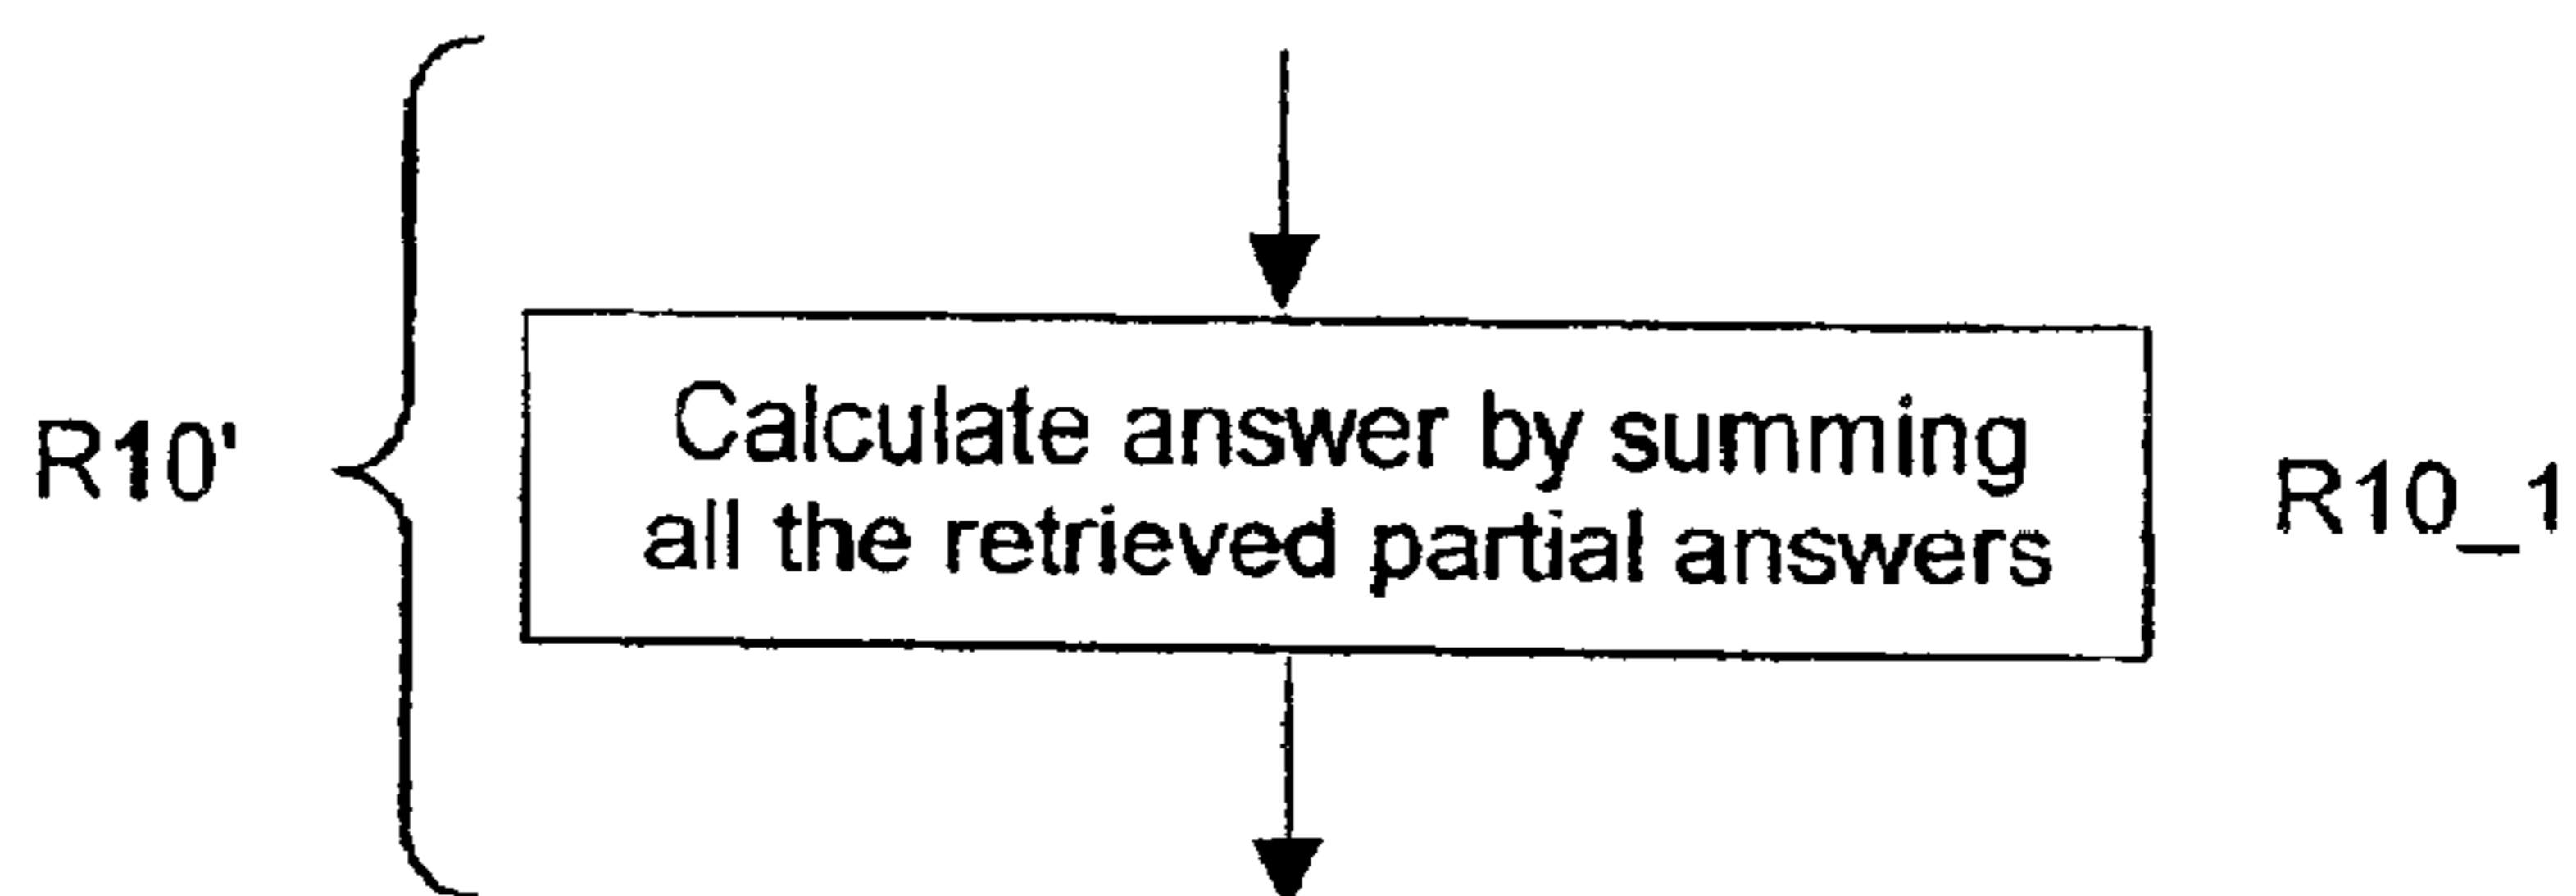 R10'
Calculate answer by summing
all the retrieved partial answers
R10_1